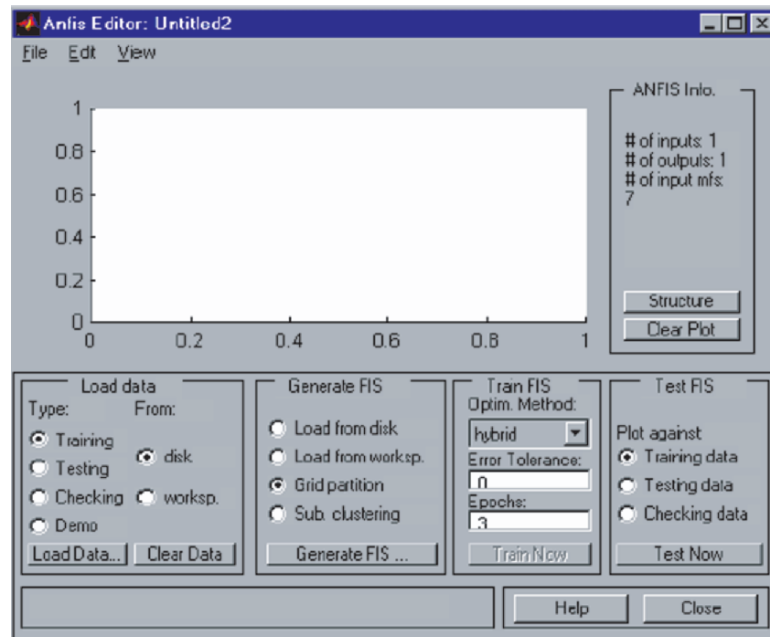 Anfis Editor: Untitled2
File Edit View
ANFIS Info.
# of inputs: 1
# of outputs: 1
# of input mfs:
7
Structure
Clear Plot
1
0.8
0.6
0.4
0.2
0
0 0.2 0.4 0.6 0.8 1
Load data
Type: From:
Training
Testing
Checking
Demo
disk
worksp.
Load Data... Clear Data
Generate FIS
Load from disk
Load from worksp.
Grid partition
Sub. clustering
Generate FIS ...
Train FIS
Optim. Method:
hybrid
Error Tolerance:
0
Epochs:
3
Train Now
Test FIS
Plot against
Training data
Testing data
Checking data
Test Now
Help Close